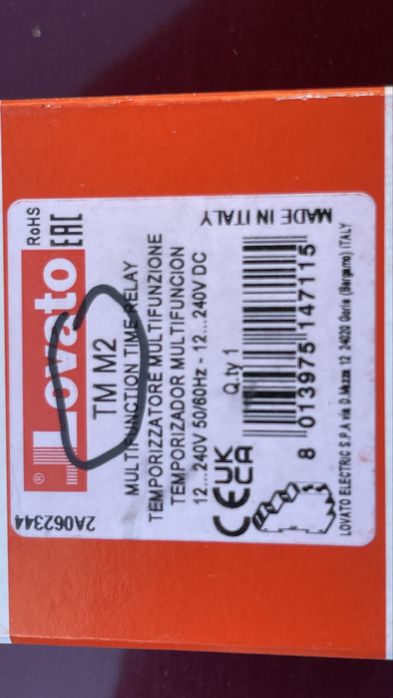 2A062344
® Lovato
RoHS
EAC
TM M2
MULTIFUNCTION TIME RELAY
TEMPORIZZATORE MULTIFUNZIONE
TEMPORIZADOR MULTIFUNCION
12...240V 50/60Hz - 12...240V DC
CE UK CA
Q.ty 1
MADE IN ITALY
8 013975 147115
LOVATO ELECTRIC S.P.A via D.Mazza 12 24020 Gorle (Bergamo) ITALY